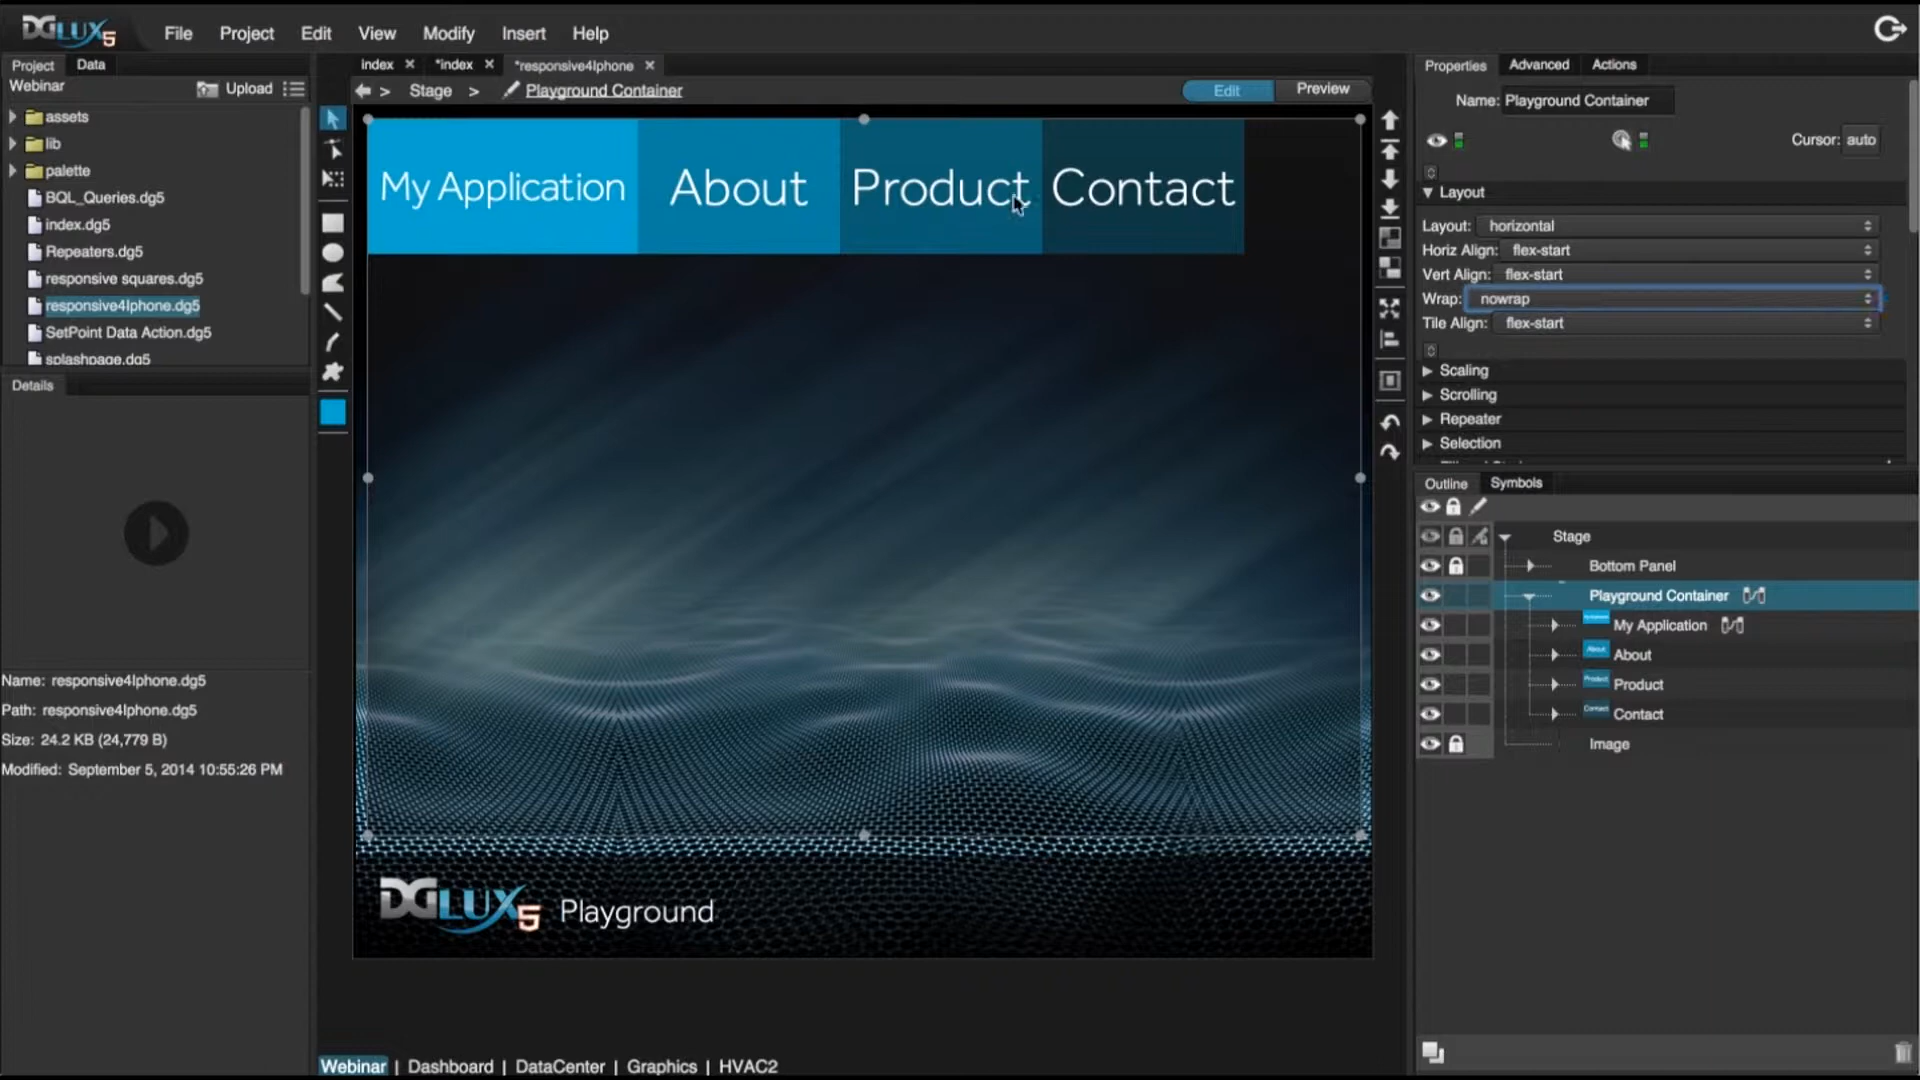 DGLUX5
File Project Edit View Modify Insert Help
Project Data
Webinar
Upload
assets
lib
palette
BQL_Queries.dg5
index.dg5
Repeaters.dg5
responsive squares.dg5
responsive4Iphone.dg5
SetPoint Data Action.dg5
splashpage.dg5
Details
Name: responsive4Iphone.dg5
Path: responsive4Iphone.dg5
Size: 24.2 KB (24,779 B)
Modified: September 5, 2014 10:55:26 PM
index *index *responsive4Iphone
> Stage > Playground Container
Edit Preview
My Application About Product Contact
DGLUX5 Playground
Webinar | Dashboard | DataCenter | Graphics | HVAC2
Properties Advanced Actions
Name: Playground Container
Cursor: auto
Layout
Layout: horizontal
Horiz Align: flex-start
Vert Align: flex-start
Wrap: nowrap
Tile Align: flex-start
Scaling
Scrolling
Repeater
Selection
Outline Symbols
Stage
Bottom Panel
Playground Container
My Application
About About
Product Product
Contact Contact
Image